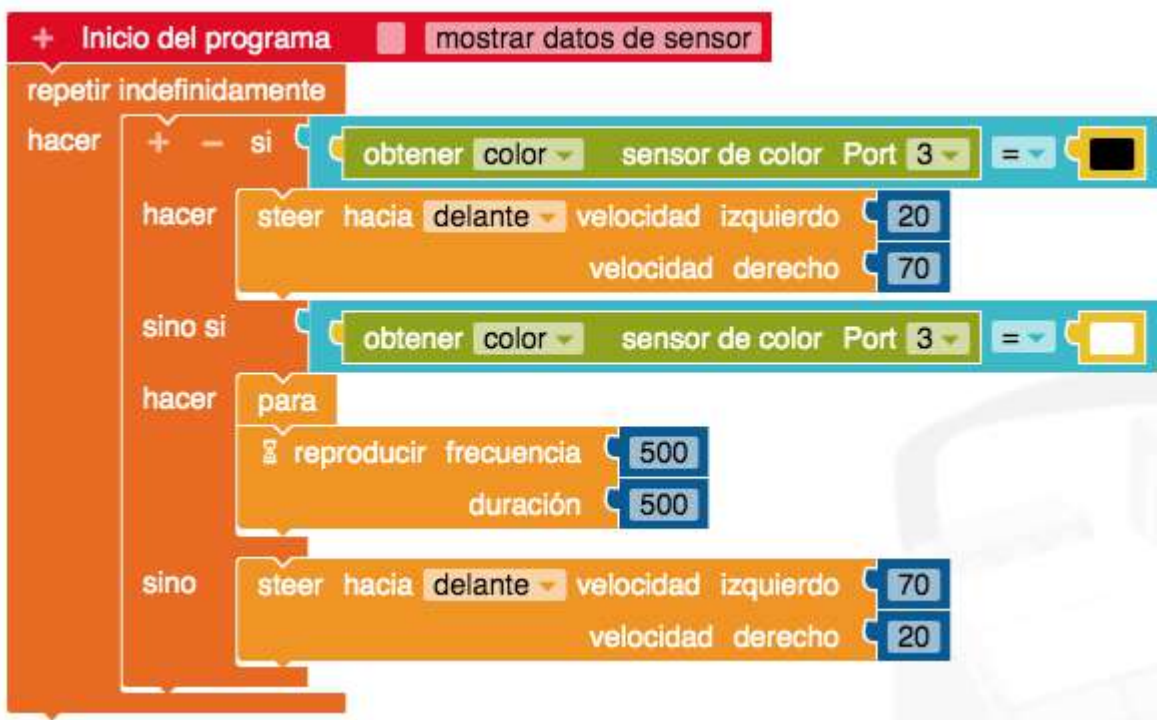 + Inicio del programa mostrar datos de sensor
repetir indefinidamente
hacer + − si obtener color sensor de color Port 3 =
hacer steer hacia delante velocidad izquierdo 20
velocidad derecho 70
sino si obtener color sensor de color Port 3 =
hacer para
reproducir frecuencia 500
duración 500
sino steer hacia delante velocidad izquierdo 70
velocidad derecho 20